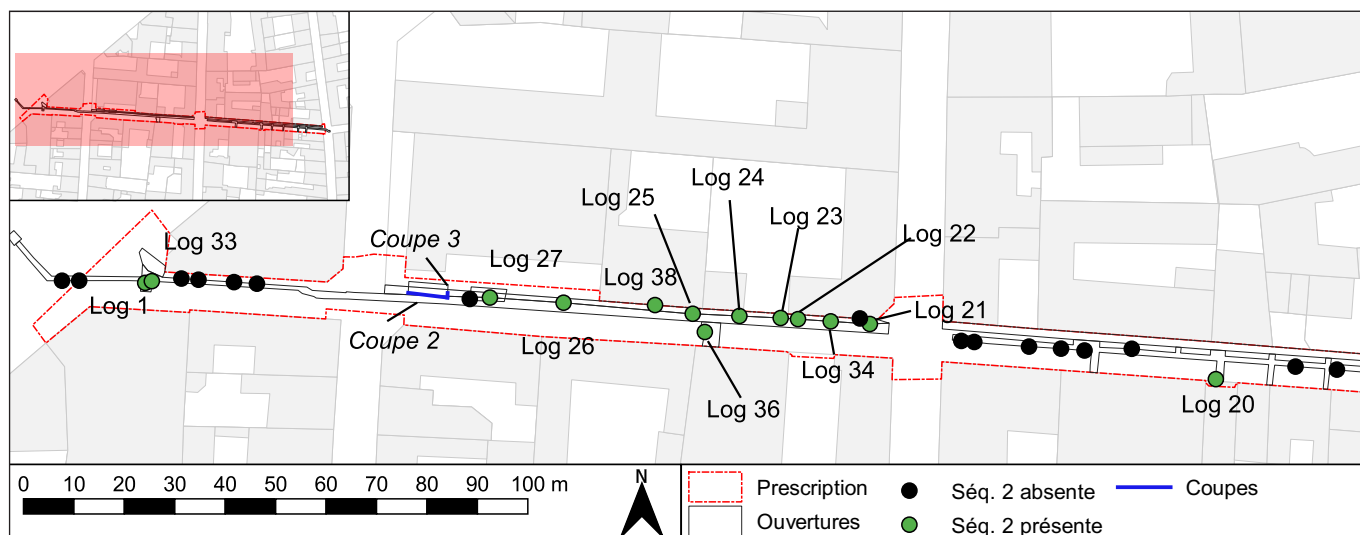 Log 24
Log 25
Log 23
Log 33
Coupe 3
Log 22
Log 27
Log 38
Log 1
Log 21
Coupe 2
Log 26
Log 34
Log 36
Log 20
0 10 20 30 40 50 60 70 80 90 100 m
N
Prescription
Séq. 2 absente
Coupes
Ouvertures
Séq. 2 présente